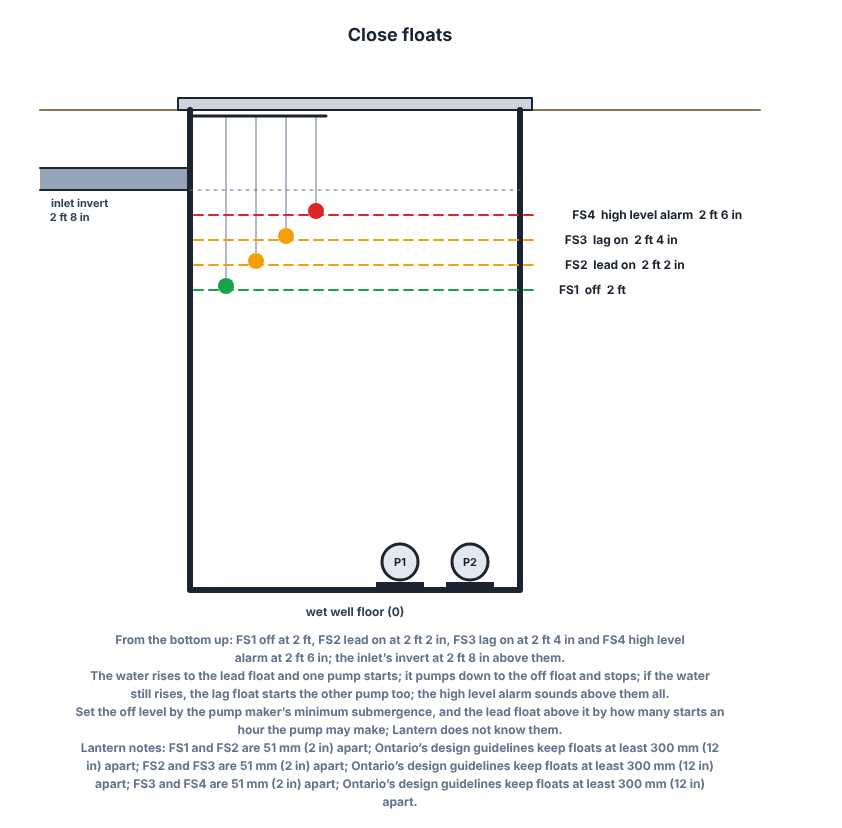 Close floats
inlet invert
2 ft 8 in
FS4 high level alarm 2 ft 6 in
FS3 lag on 2 ft 4 in
FS2 lead on 2 ft 2 in
FS1 off 2 ft
P1
P2
wet well floor (0)
From the bottom up: FS1 off at 2 ft, FS2 lead on at 2 ft 2 in, FS3 lag on at 2 ft 4 in and FS4 high level
alarm at 2 ft 6 in; the inlet’s invert at 2 ft 8 in above them.
The water rises to the lead float and one pump starts; it pumps down to the off float and stops; if the water
still rises, the lag float starts the other pump too; the high level alarm sounds above them all.
Set the off level by the pump maker’s minimum submergence, and the lead float above it by how many starts an
hour the pump may make; Lantern does not know them.
Lantern notes: FS1 and FS2 are 51 mm (2 in) apart; Ontario’s design guidelines keep floats at least 300 mm (12
in) apart; FS2 and FS3 are 51 mm (2 in) apart; Ontario’s design guidelines keep floats at least 300 mm (12 in)
apart; FS3 and FS4 are 51 mm (2 in) apart; Ontario’s design guidelines keep floats at least 300 mm (12 in)
apart.